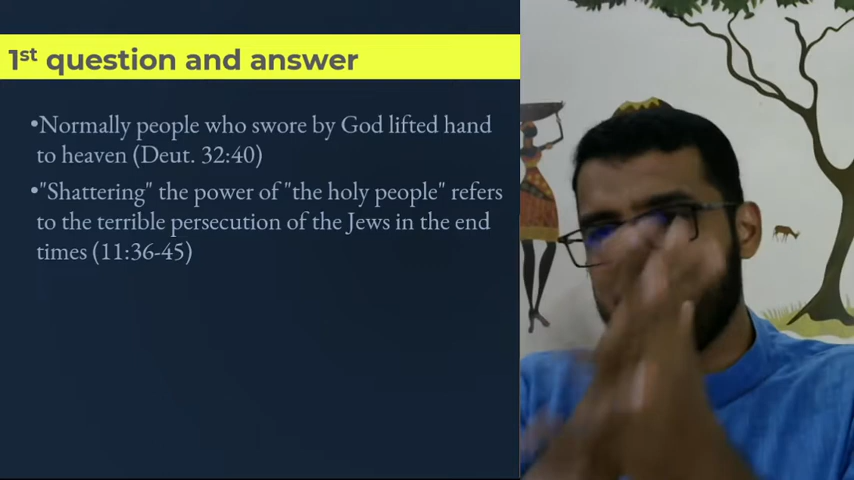 1st question and answer
•Normally people who swore by God lifted hand
to heaven (Deut. 32:40)
•"Shattering" the power of "the holy people" refers
to the terrible persecution of the Jews in the end
times (11:36-45)